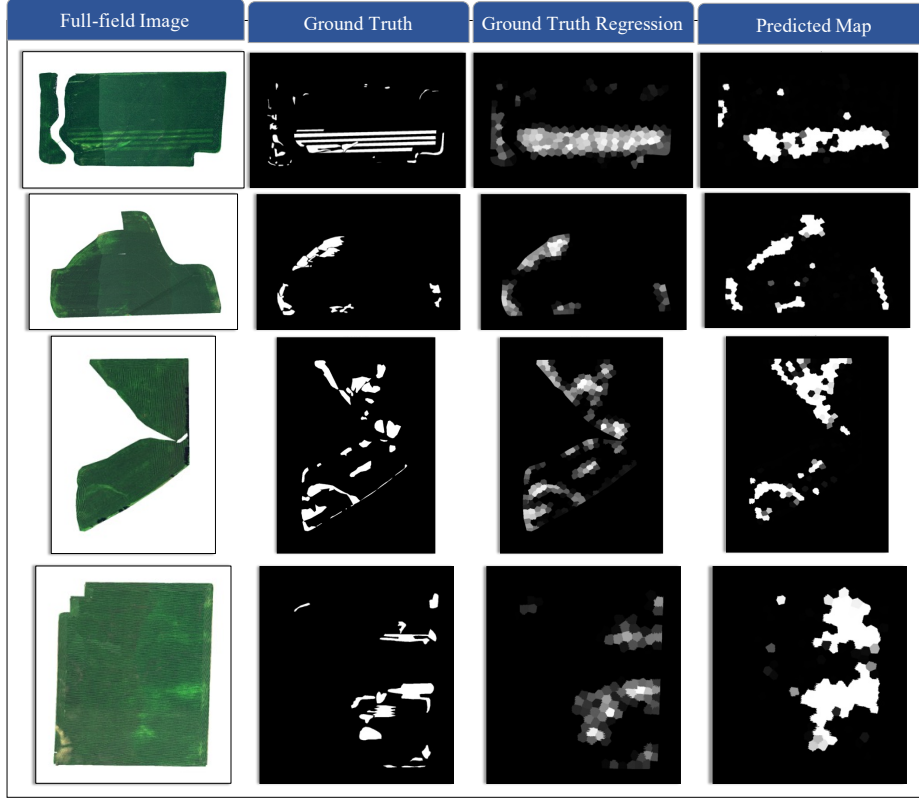 Full-field Image
Ground Truth
Ground Truth Regression
Predicted Map